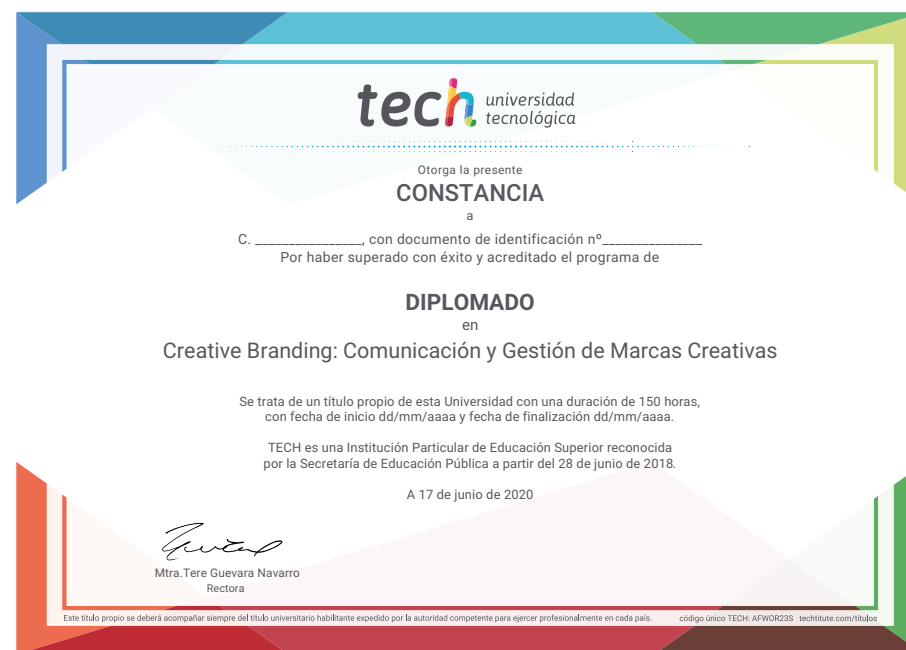 tech universidad
tecnológica
Otorga la presente
CONSTANCIA
a
C. ________________, con documento de identificación nº_______________
Por haber superado con éxito y acreditado el programa de
DIPLOMADO
en
Creative Branding: Comunicación y Gestión de Marcas Creativas
Se trata de un título propio de esta Universidad con una duración de 150 horas,
con fecha de inicio dd/mm/aaaa y fecha de finalización dd/mm/aaaa.
TECH es una Institución Particular de Educación Superior reconocida
por la Secretaría de Educación Pública a partir del 28 de junio de 2018.
A 17 de junio de 2020
Mtra.Tere Guevara Navarro
Rectora
Este título propio se deberá acompañar siempre del título universitario habilitante expedido por la autoridad competente para ejercer profesionalmente en cada país. código único TECH: AFWOR23S techtitute.com/titulos